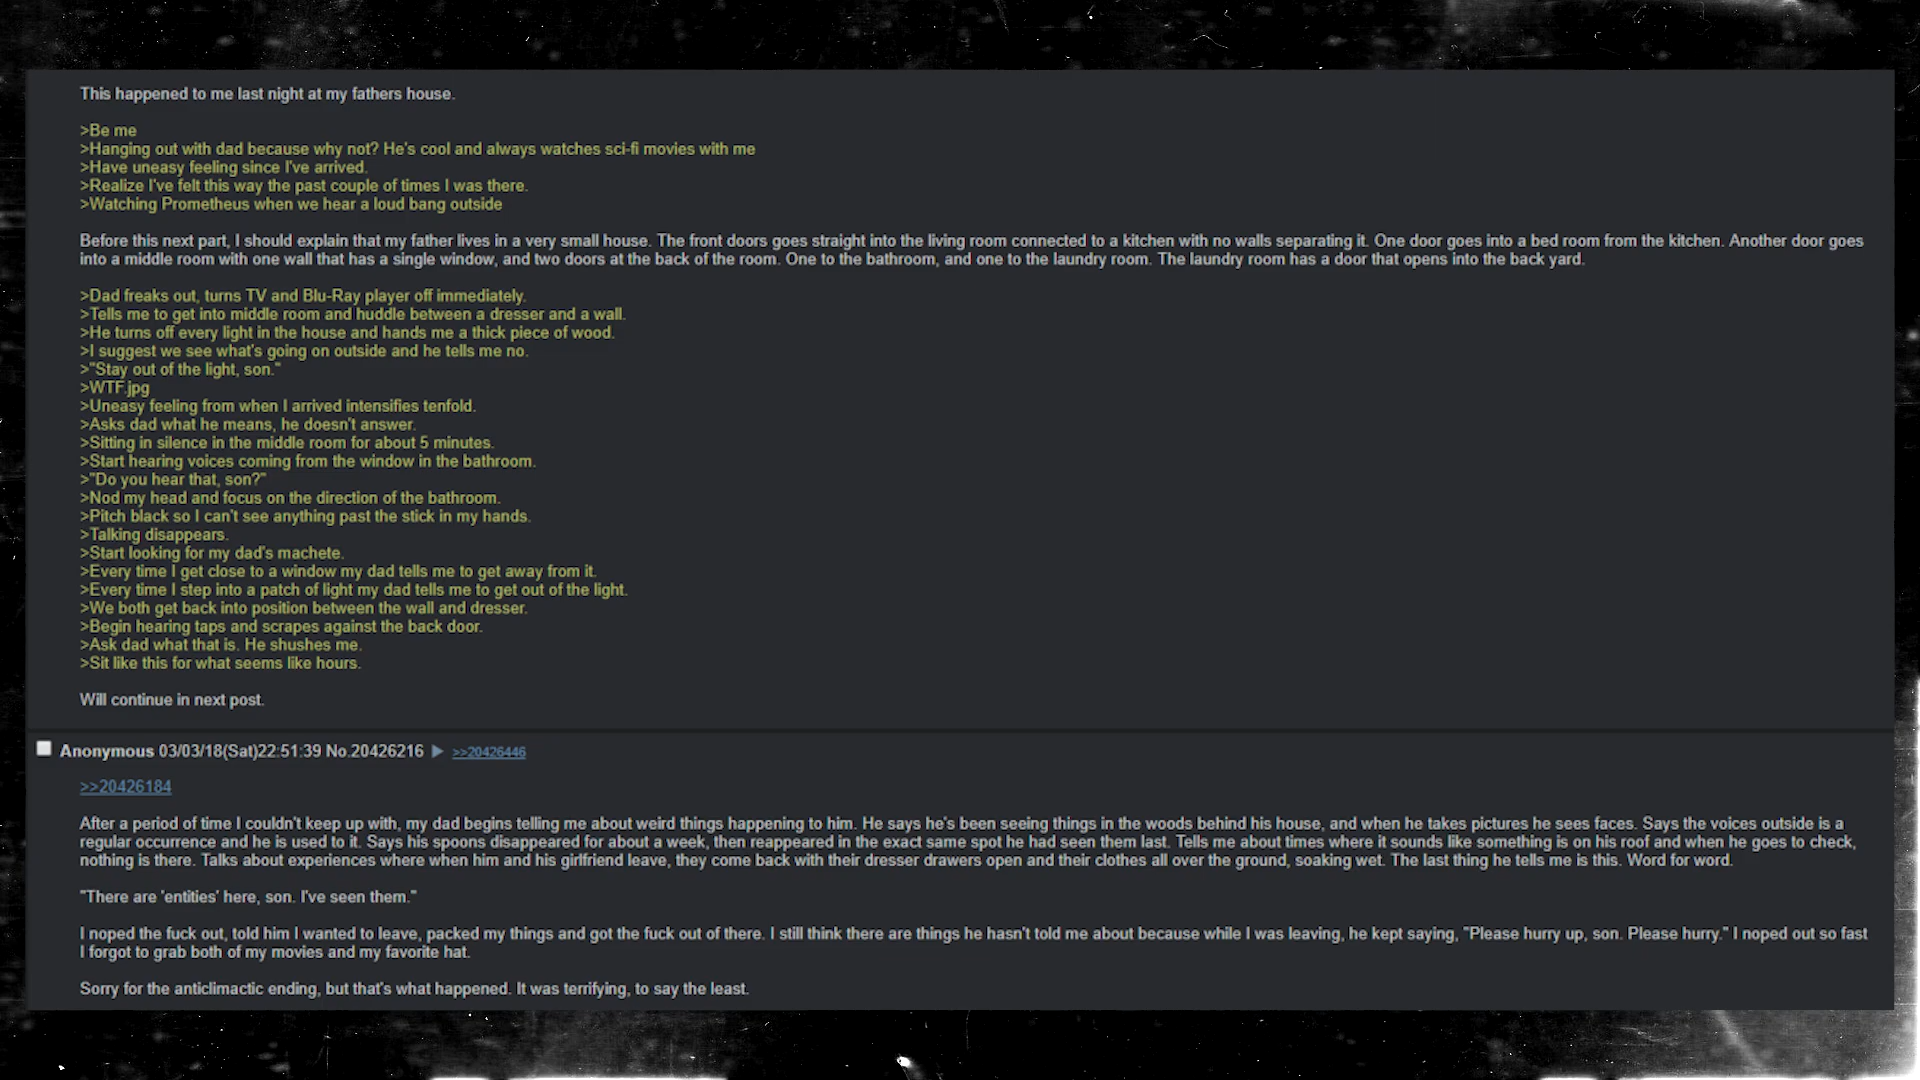 This happened to me last night at my fathers house.
>Be me
>Hanging out with dad because why not? He's cool and always watches sci-fi movies with me
>Have uneasy feeling since I've arrived.
>Realize I've felt this way the past couple of times I was there.
>Watching Prometheus when we hear a loud bang outside
Before this next part, I should explain that my father lives in a very small house. The front doors goes straight into the living room connected to a kitchen with no walls separating it. One door goes into a bed room from the kitchen. Another door goes
into a middle room with one wall that has a single window, and two doors at the back of the room. One to the bathroom, and one to the laundry room. The laundry room has a door that opens into the back yard.
>Dad freaks out, turns TV and Blu-Ray player off immediately.
>Tells me to get into middle room and huddle between a dresser and a wall.
>He turns off every light in the house and hands me a thick piece of wood.
>I suggest we see what's going on outside and he tells me no.
>"Stay out of the light, son."
>WTF.jpg
>Uneasy feeling from when I arrived intensifies tenfold.
>Asks dad what he means, he doesn't answer.
>Sitting in silence in the middle room for about 5 minutes.
>Start hearing voices coming from the window in the bathroom.
>"Do you hear that, son?"
>Nod my head and focus on the direction of the bathroom.
>Pitch black so I can't see anything past the stick in my hands.
>Talking disappears.
>Start looking for my dad's machete.
>Every time I get close to a window my dad tells me to get away from it.
>Every time I step into a patch of light my dad tells me to get out of the light.
>We both get back into position between the wall and dresser.
>Begin hearing taps and scrapes against the back door.
>Ask dad what that is. He shushes me.
>Sit like this for what seems like hours.
Will continue in next post.
Anonymous 03/03/18(Sat)22:51:39 No.20426216 ▶ >>20426446
>>20426184
After a period of time I couldn't keep up with, my dad begins telling me about weird things happening to him. He says he's been seeing things in the woods behind his house, and when he takes pictures he sees faces. Says the voices outside is a
regular occurrence and he is used to it. Says his spoons disappeared for about a week, then reappeared in the exact same spot he had seen them last. Tells me about times where it sounds like something is on his roof and when he goes to check,
nothing is there. Talks about experiences where when him and his girlfriend leave, they come back with their dresser drawers open and their clothes all over the ground, soaking wet. The last thing he tells me is this. Word for word.
"There are 'entities' here, son. I've seen them."
I noped the fuck out, told him I wanted to leave, packed my things and got the fuck out of there. I still think there are things he hasn't told me about because while I was leaving, he kept saying, "Please hurry up, son. Please hurry." I noped out so fast
I forgot to grab both of my movies and my favorite hat.
Sorry for the anticlimactic ending, but that's what happened. It was terrifying, to say the least.